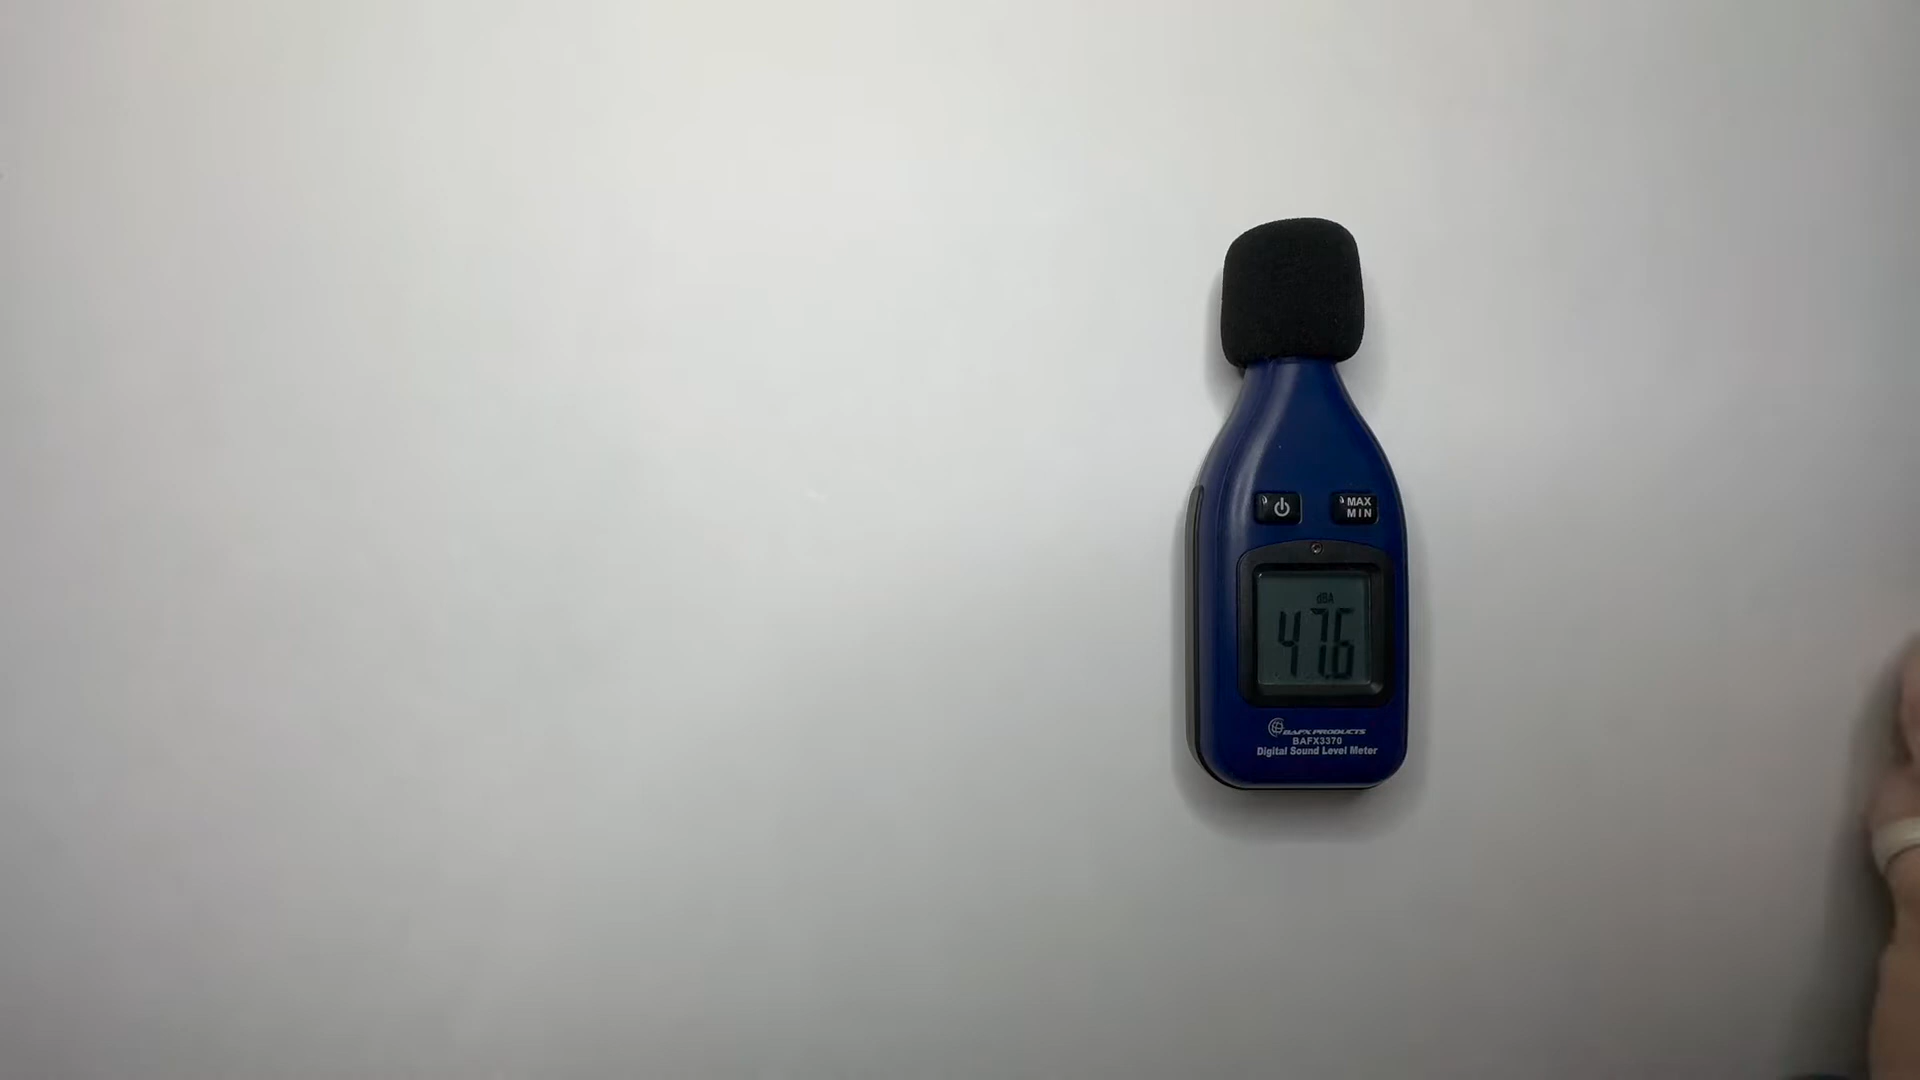 MAX
MIN
dBA
47.6
BAFX PRODUCTS
BAFX3370
Digital Sound Level Meter